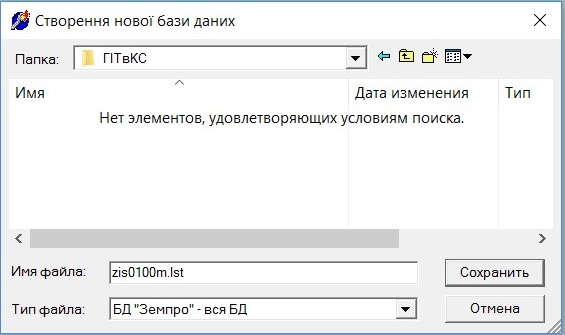 Створення нової бази даних
Папка: ГІТвКС
Имя Дата изменения Тип
Нет элементов, удовлетворяющих условиям поиска.
Имя файла: zis0100m.lst Сохранить
Тип файла: БД "Земпро" - вся БД Отмена